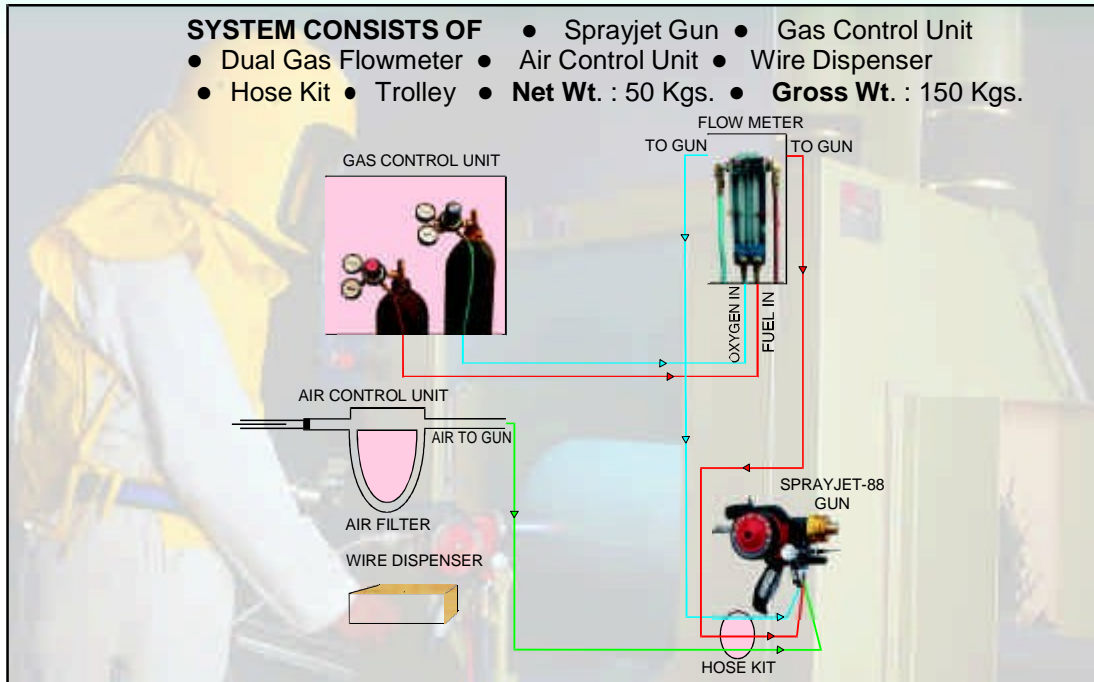 SYSTEM CONSISTS OF ● Sprayjet Gun ● Gas Control Unit
● Dual Gas Flowmeter ● Air Control Unit ● Wire Dispenser
● Hose Kit ● Trolley ● Net Wt. : 50 Kgs. ● Gross Wt. : 150 Kgs.
FLOW METER
TO GUN
TO GUN
GAS CONTROL UNIT
OXYGEN IN
FUEL IN
AIR CONTROL UNIT
AIR TO GUN
AIR FILTER
SPRAYJET-88
GUN
WIRE DISPENSER
HOSE KIT